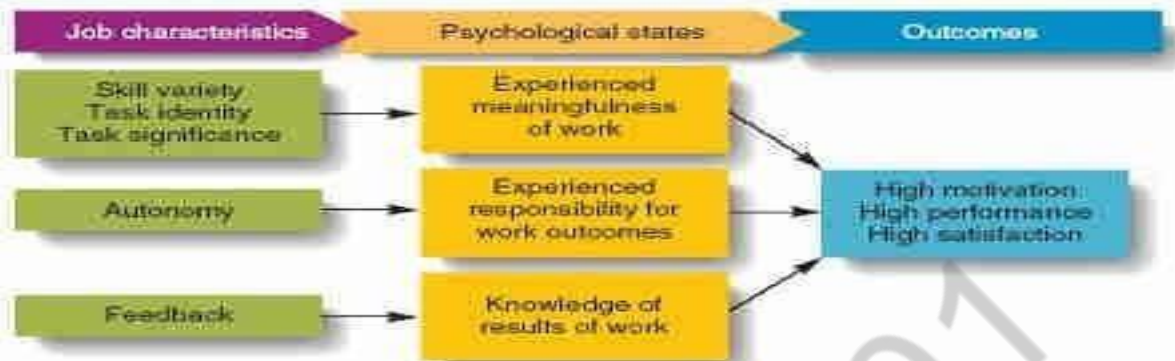 Job characteristics
Psychological states
Outcomes
Skill variety
Task identity
Task significance
Experienced
meaningfulness
of work
Autonomy
Experienced
responsibility for
work outcomes
High motivation
High performance
High satisfaction
Feedback
Knowledge of
results of work